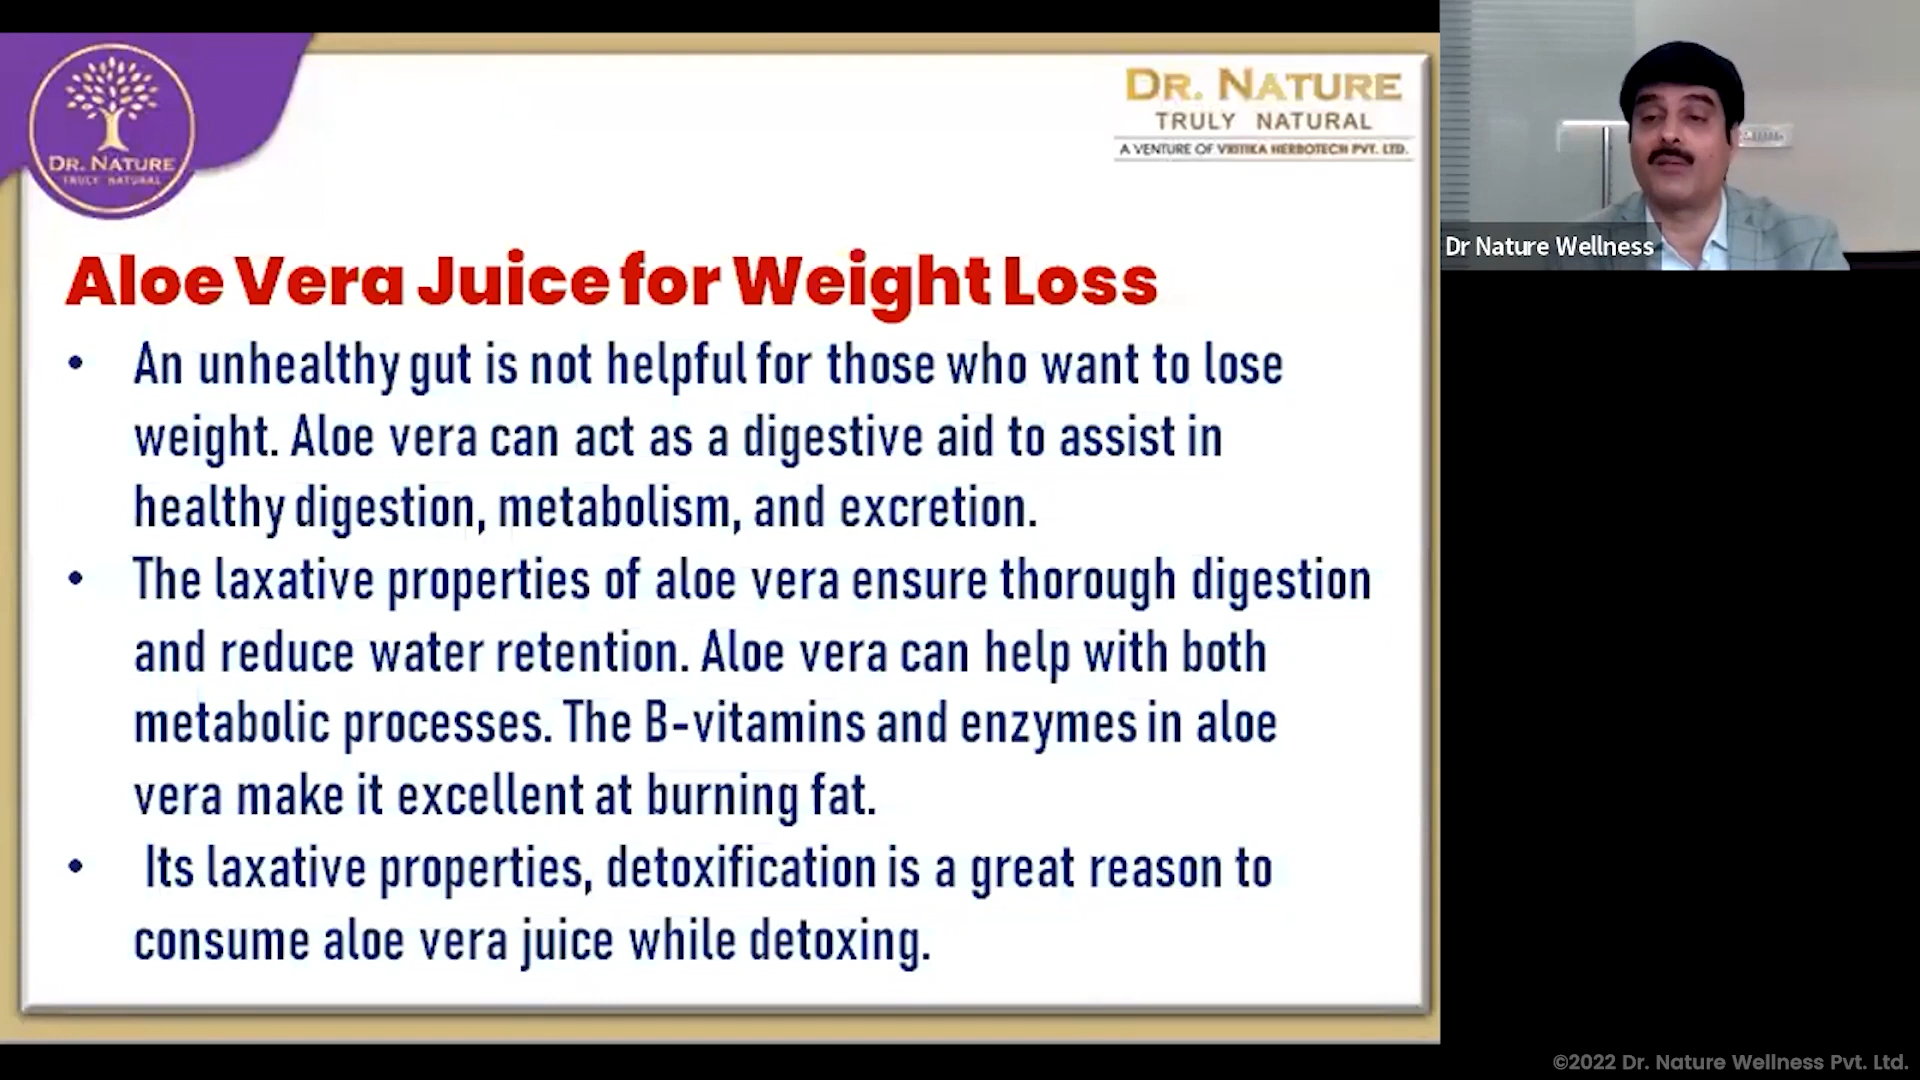 DR. NATURE
TRULY NATURAL
DR. NATURE
TRULY NATURAL
A VENTURE OF VRITIKA HERBOTECH PVT. LTD.
Dr Nature Wellness
Aloe Vera Juice for Weight Loss
• An unhealthy gut is not helpful for those who want to lose
weight. Aloe vera can act as a digestive aid to assist in
healthy digestion, metabolism, and excretion.
• The laxative properties of aloe vera ensure thorough digestion
and reduce water retention. Aloe vera can help with both
metabolic processes. The B-vitamins and enzymes in aloe
vera make it excellent at burning fat.
• Its laxative properties, detoxification is a great reason to
consume aloe vera juice while detoxing.
©2022 Dr. Nature Wellness Pvt. Ltd.